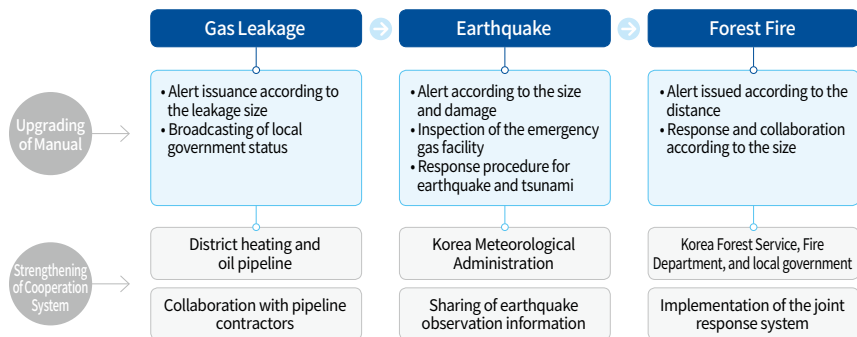 Gas Leakage
Earthquake
Forest Fire
Upgrading
of Manual
• Alert issuance according to
the leakage size
• Broadcasting of local
government status
• Alert according to the size
and damage
• Inspection of the emergency
gas facility
• Response procedure for
earthquake and tsunami
• Alert issued according to the
distance
• Response and collaboration
according to the size
Strengthening
of Cooperation
System
District heating and
oil pipeline
Korea Meteorological
Administration
Korea Forest Service, Fire
Department, and local government
Collaboration with pipeline
contractors
Sharing of earthquake
observation information
Implementation of the joint
response system